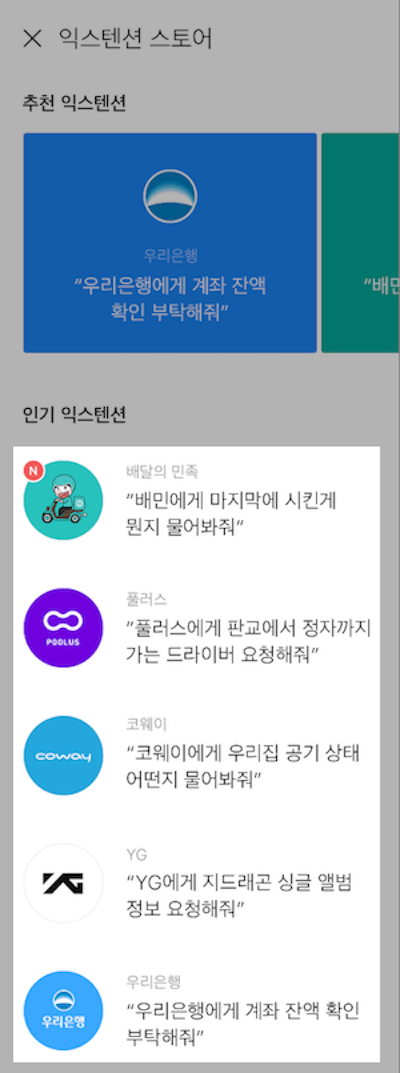 익스텐션 스토어
추천 익스텐션
우리은행
“우리은행에게 계좌 잔액
확인 부탁해줘”
“배민
인기 익스텐션
N
배달의 민족
“배민에게 마지막에 시킨게
뭔지 물어봐줘“
풀러스
“풀러스에게 판교에서 정자까지
가는 드라이버 요청해줘”
POOLUS
코웨이
“코웨이에게 우리집 공기 상태
어떤지 물어봐줘”
coway
YG
“YG에게 지드래곤 싱글 앨범
정보 요청해줘”
YG
우리은행
“우리은행에게 계좌 잔액 확인
부탁해줘”
우리은행